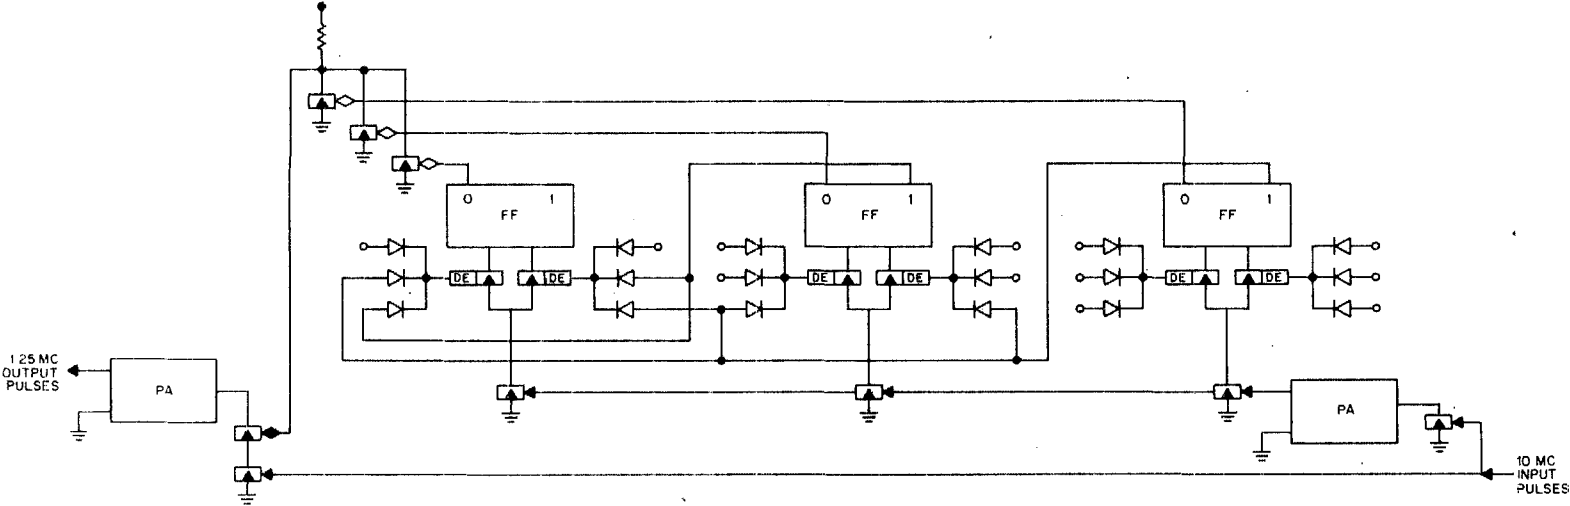 0 1
FF
0 1
FF
0 1
FF
DE
DE
DE
DE
DE
DE
1.25 MC
OUTPUT
PULSES
PA
PA
10 MC
INPUT
PULSES